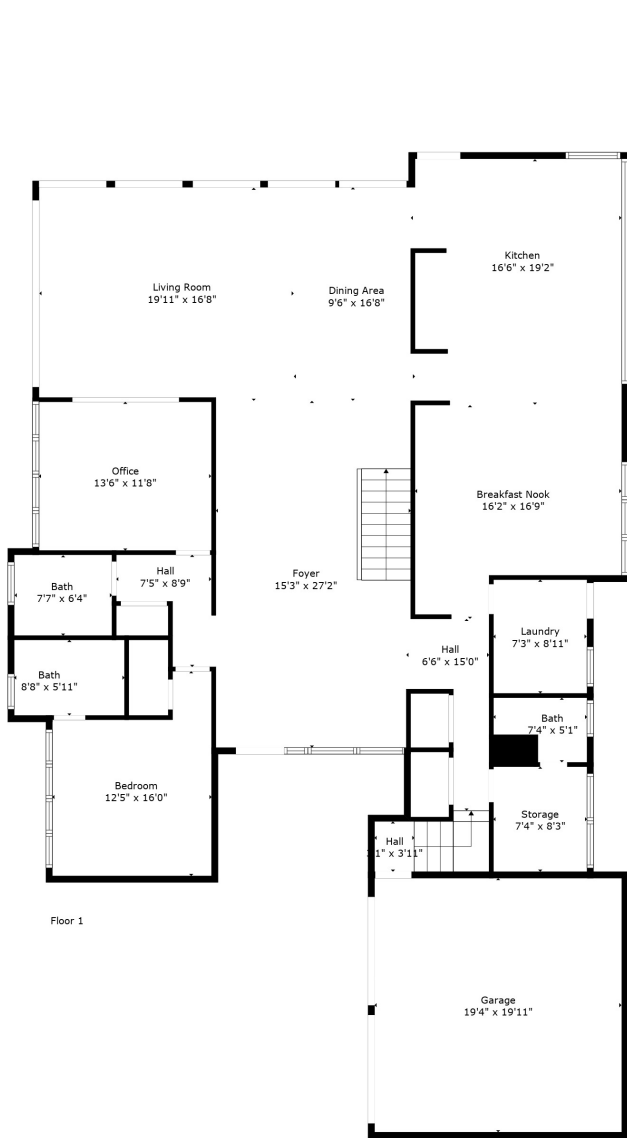 Kitchen
16'6" x 19'2"
Living Room
19'11" x 16'8"
Dining Area
9'6" x 16'8"
Office
13'6" x 11'8"
Breakfast Nook
16'2" x 16'9"
Hall
7'5" x 8'9"
Bath
7'7" x 6'4"
Foyer
15'3" x 27'2"
Laundry
7'3" x 8'11"
Hall
6'6" x 15'0"
Bath
8'8" x 5'11"
Bath
7'4" x 5'1"
Bedroom
12'5" x 16'0"
Storage
7'4" x 8'3"
Hall
x 3'11"
Floor 1
Garage
19'4" x 19'11"